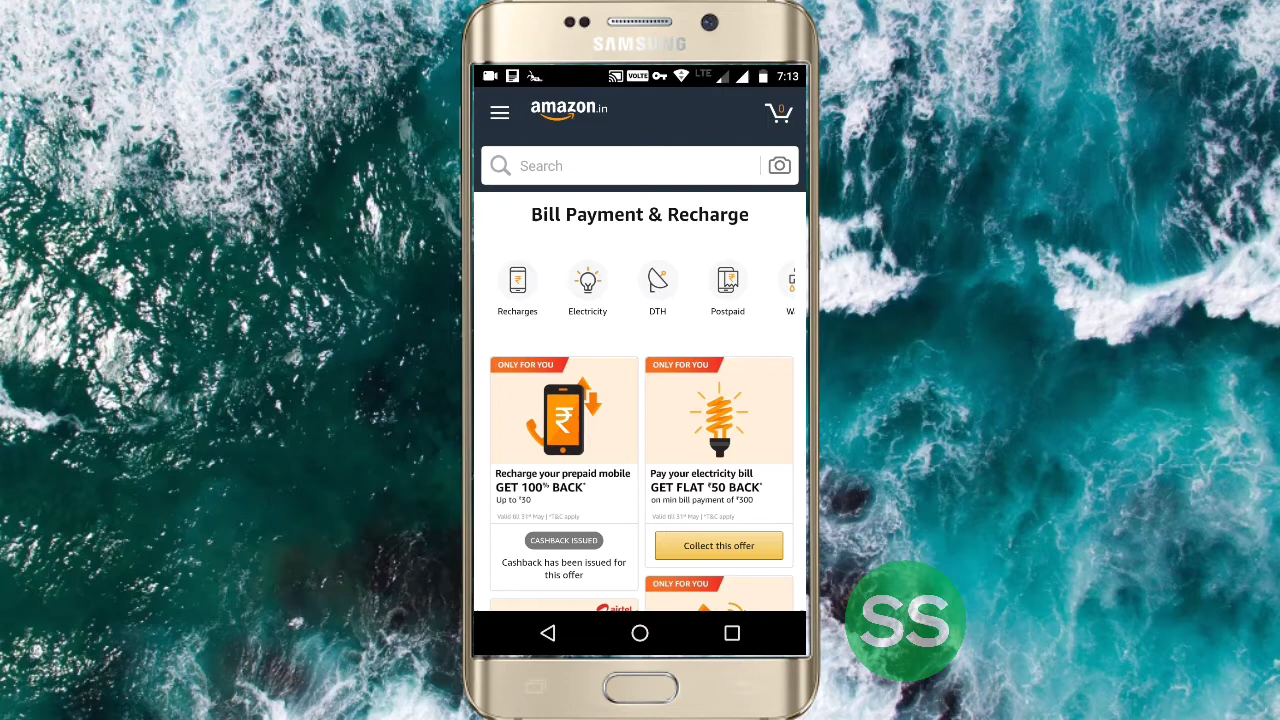 SAMSUNG
VOLTE LTE 7:13
amazon.in
0
Search
Bill Payment & Recharge
₹
₹
Recharges
Electricity
DTH
Postpaid
ONLY FOR YOU
₹
Recharge your prepaid mobile
GET 100% BACK*
Up to ₹30
Valid till 31st May | *T&C apply
CASHBACK ISSUED
Cashback has been issued for
this offer
airtel
ONLY FOR YOU
Pay your electricity bill
GET FLAT ₹50 BACK*
on min bill payment of ₹300
Valid till 31st May | *T&C apply
Collect this offer
ONLY FOR YOU
SS